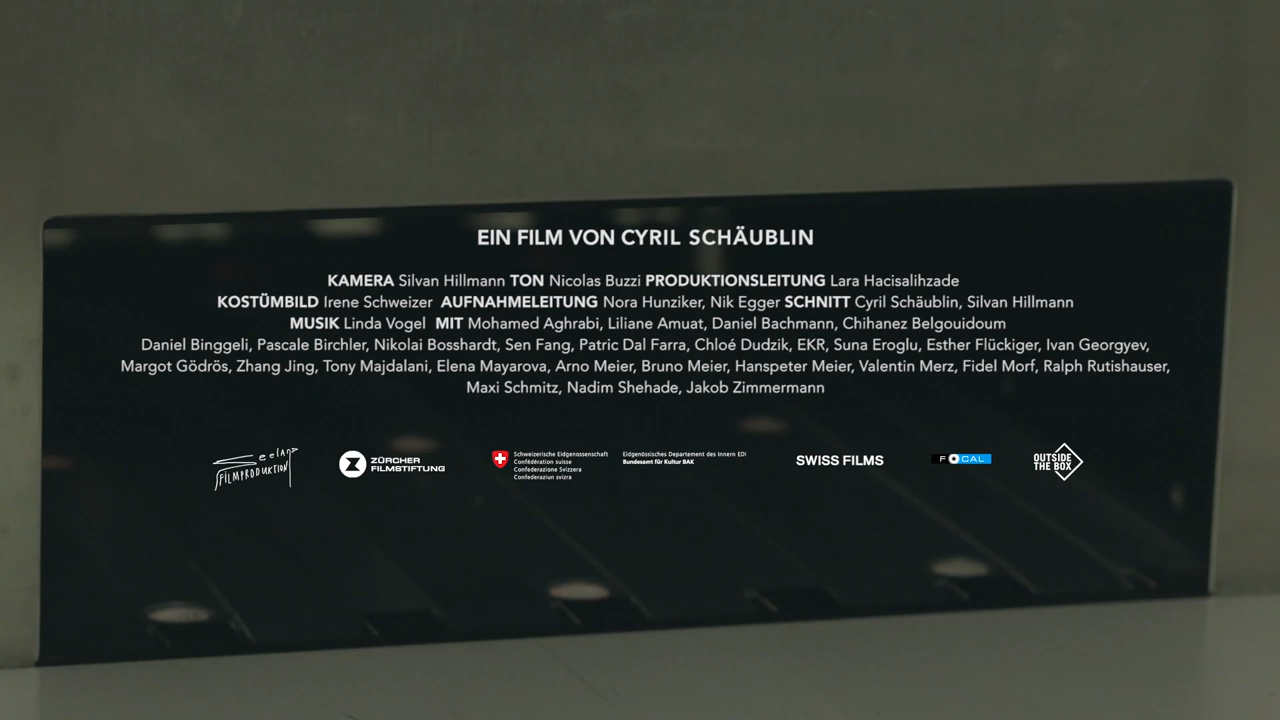 EIN FILM VON CYRIL SCHÄUBLIN
KAMERA Silvan Hillmann TON Nicolas Buzzi PRODUKTIONSLEITUNG Lara Hacisalihzade
KOSTÜMBILD Irene Schweizer AUFNAHMELEITUNG Nora Hunziker, Nik Egger SCHNITT Cyril Schäublin, Silvan Hillmann
MUSIK Linda Vogel MIT Mohamed Aghrabi, Liliane Amuat, Daniel Bachmann, Chihanez Belgouidoum
Daniel Binggeli, Pascale Birchler, Nikolai Bosshardt, Sen Fang, Patric Dal Farra, Chloé Dudzik, EKR, Suna Eroglu, Esther Flückiger, Ivan Georgyev,
Margot Gödrös, Zhang Jing, Tony Majdalani, Elena Mayarova, Arno Meier, Bruno Meier, Hanspeter Meier, Valentin Merz, Fidel Morf, Ralph Rutishauser,
Maxi Schmitz, Nadim Shehade, Jakob Zimmermann
Seeland
FILMPRODUKTION
ZÜRCHER
FILMSTIFTUNG
Schweizerische Eidgenossenschaft
Confédération suisse
Confederazione Svizzera
Confederaziun svizra
Eidgenössisches Departement des Innern EDI
Bundesamt für Kultur BAK
SWISS FILMS
FOCAL
OUTSIDE
THE BOX